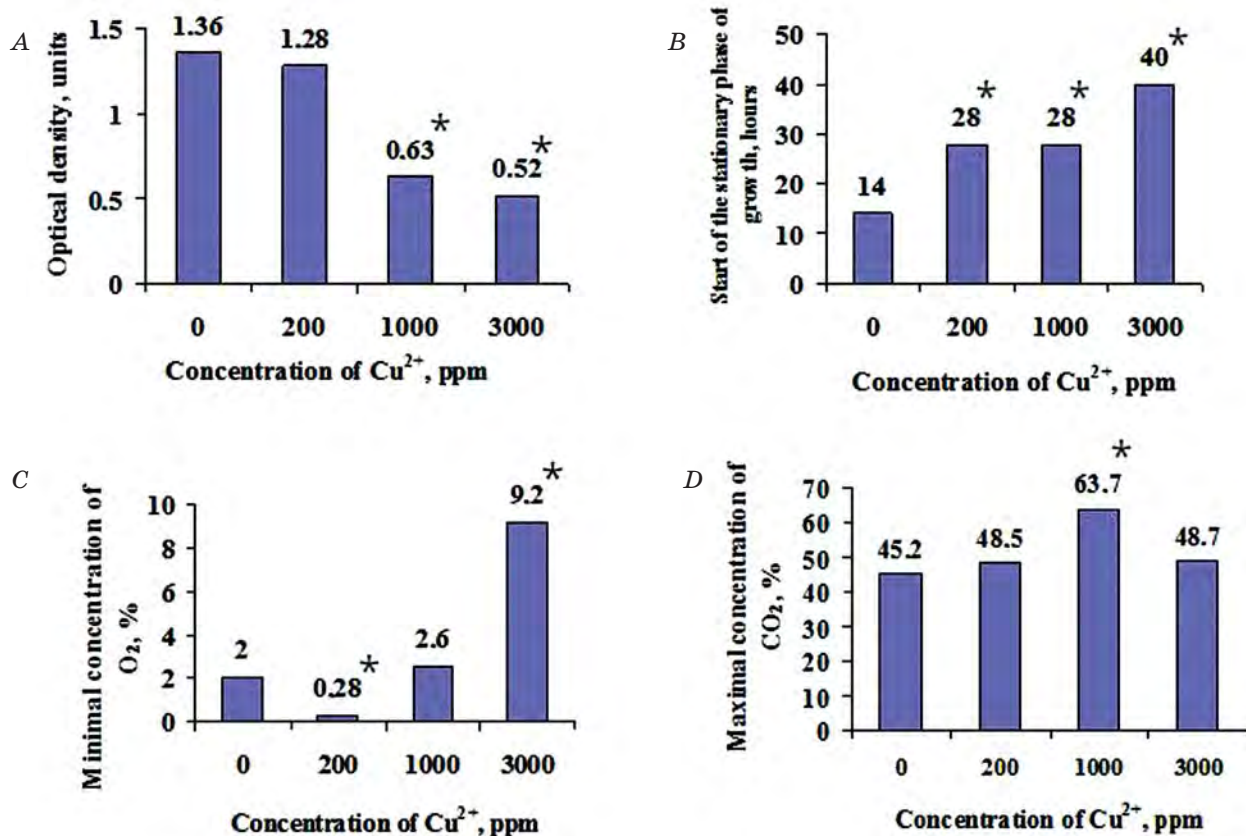 A
Optical density, units
1.5
1
0.5
0
1.36
1.28
0.63*
0.52*
0 200 1000 3000
Concentration of Cu²⁺, ppm
B
Start of the stationary phase of
growth, hours
50
40
30
20
10
0
14
28*
28*
40*
0 200 1000 3000
Concentration of Cu²⁺, ppm
C
Minimal concentration of
O₂, %
10
8
6
4
2
0
2
0.28*
2.6
9.2*
0 200 1000 3000
Concentration of Cu²⁺, ppm
D
Maximal concentration of
CO₂, %
70
60
50
40
30
20
10
0
45.2
48.5
63.7*
48.7
0 200 1000 3000
Concentration of Cu²⁺, ppm